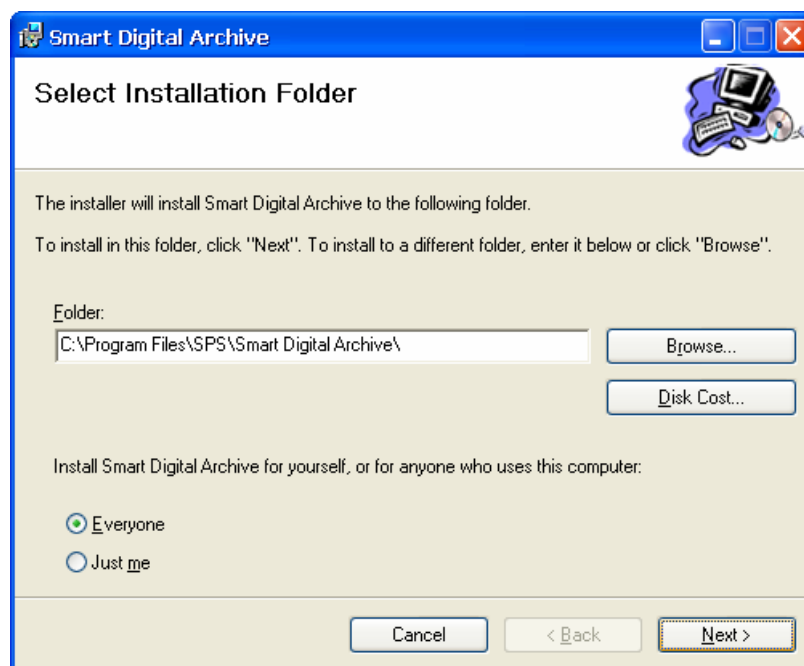 Smart Digital Archive
Select Installation Folder
The installer will install Smart Digital Archive to the following folder.
To install in this folder, click "Next". To install to a different folder, enter it below or click "Browse".
Folder:
C:\Program Files\SPS\Smart Digital Archive\
Browse...
Disk Cost...
Install Smart Digital Archive for yourself, or for anyone who uses this computer:
Everyone
Just me
Cancel
< Back
Next >